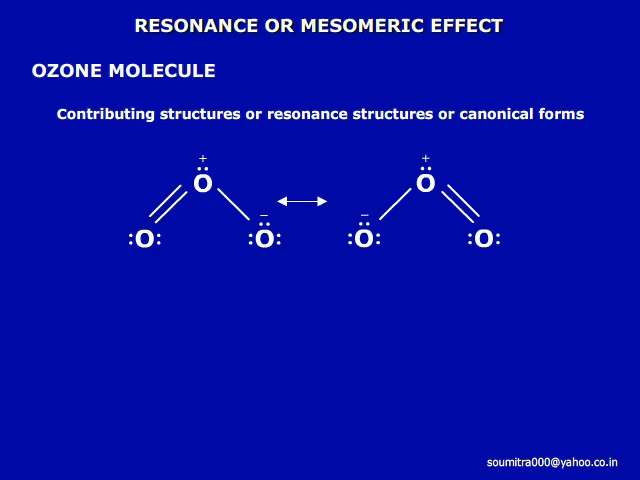 RESONANCE OR MESOMERIC EFFECT
OZONE MOLECULE
Contributing structures or resonance structures or canonical forms
+ +
O O
− −
:O: :O: :O: :O:
soumitra000@yahoo.co.in